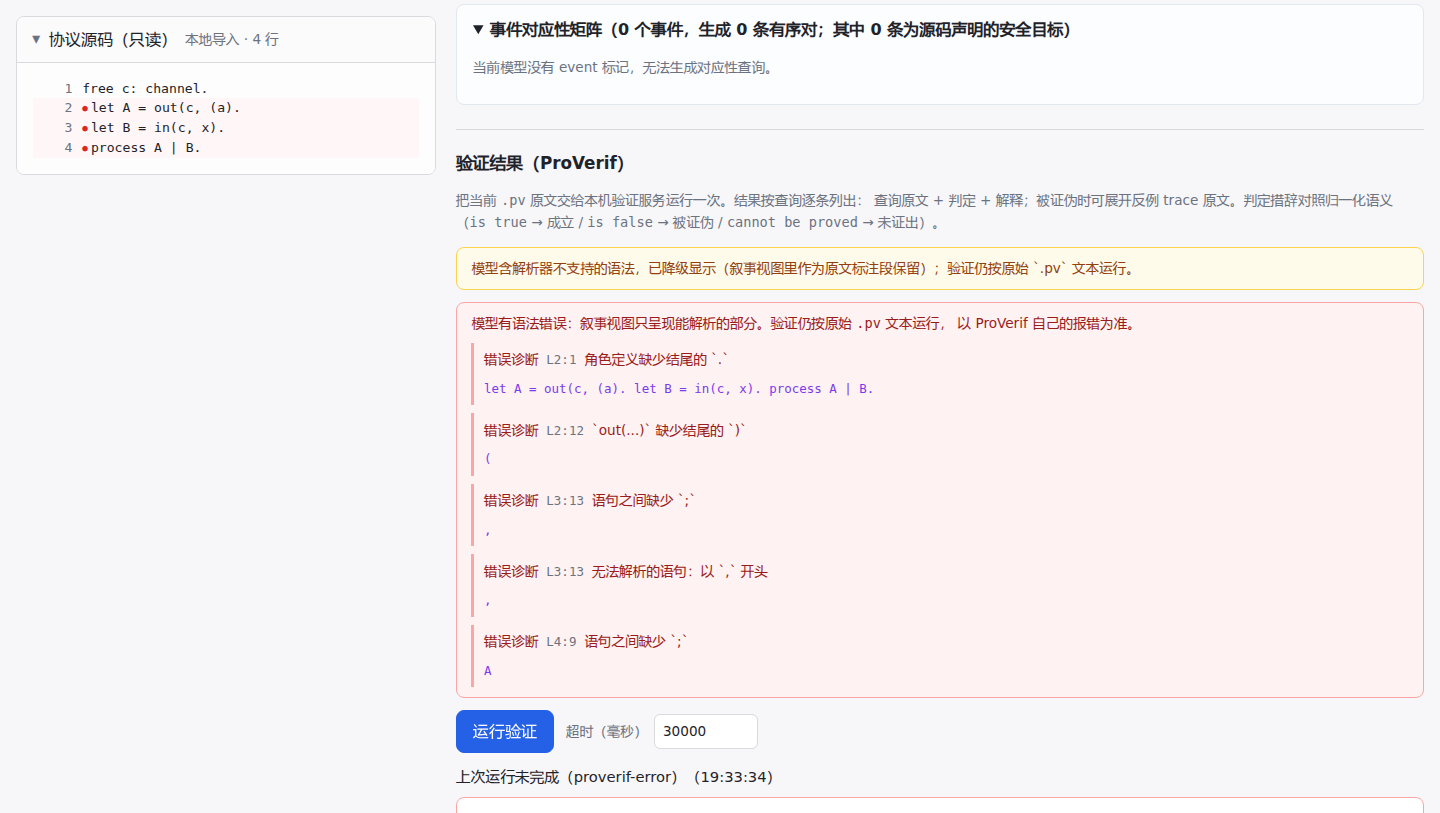 ▼ 协议源码（只读） 本地导入 · 4 行
1 free c: channel.
2 ●let A = out(c, (a).
3 ●let B = in(c, x).
4 ●process A | B.
▼ 事件对应性矩阵（0 个事件，生成 0 条有序对；其中 0 条为源码声明的安全目标）
当前模型没有 event 标记，无法生成对应性查询。
验证结果（ProVerif）
把当前 .pv 原文交给本机验证服务运行一次。结果按查询逐条列出： 查询原文 + 判定 + 解释；被证伪时可展开反例 trace 原文。判定措辞对照归一化语义
（is true → 成立 / is false → 被证伪 / cannot be proved → 未证出）。
模型含解析器不支持的语法，已降级显示（叙事视图里作为原文标注段保留）；验证仍按原始 `.pv` 文本运行。
模型有语法错误：叙事视图只呈现能解析的部分。验证仍按原始 .pv 文本运行， 以 ProVerif 自己的报错为准。
错误诊断 L2:1 角色定义缺少结尾的 `.`
let A = out(c, (a). let B = in(c, x). process A | B.
错误诊断 L2:12 `out(...)` 缺少结尾的 `)`
(
错误诊断 L3:13 语句之间缺少 `;`
,
错误诊断 L3:13 无法解析的语句：以 `,` 开头
,
错误诊断 L4:9 语句之间缺少 `;`
A
运行验证 超时（毫秒） 30000
上次运行未完成（proverif-error）（19:33:34）